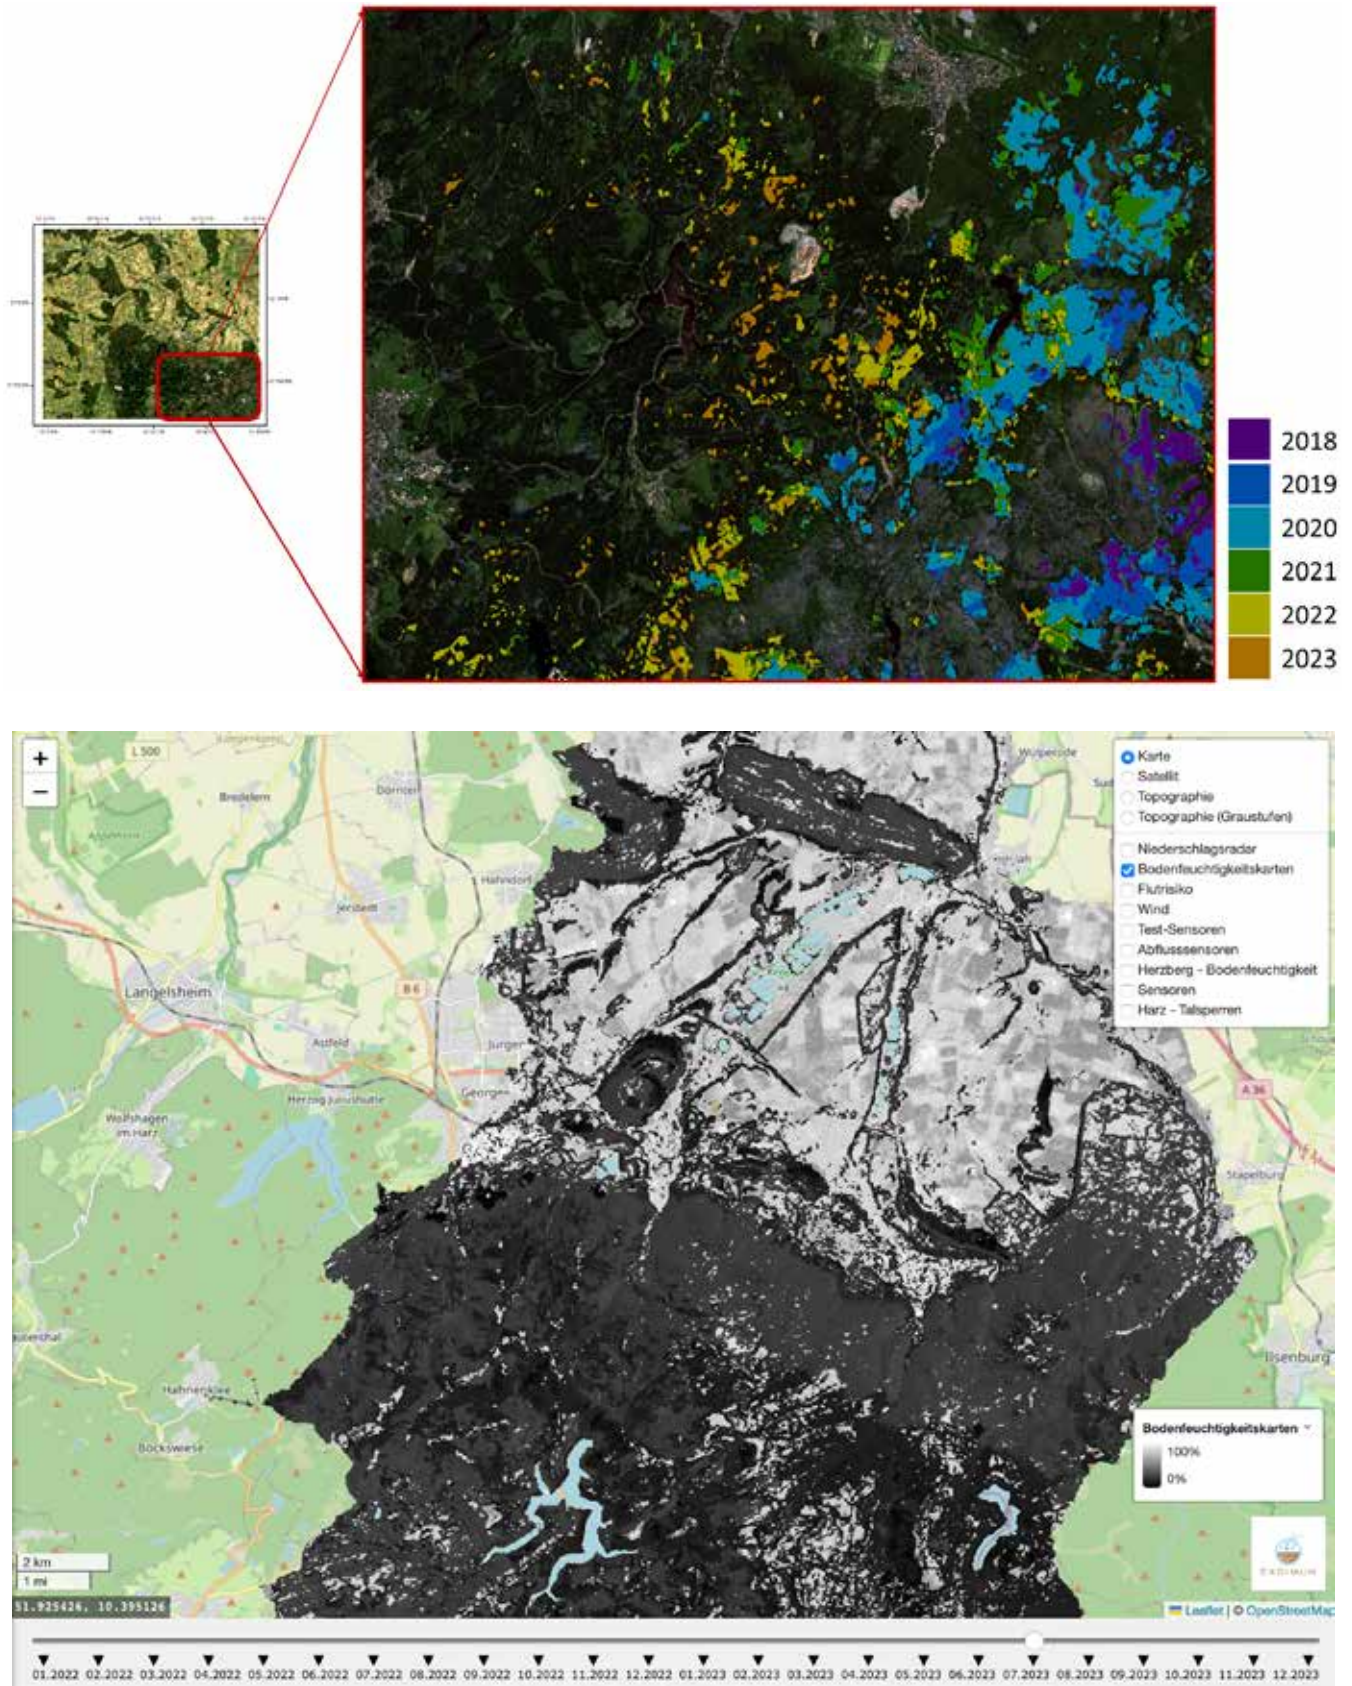 2018
2019
2020
2021
2022
2023
+
−
L 500
Bredelem
Jerstedt
Hahndorf
B 6
Langelsheim
Astfeld
Jürger
Georgen
Herzog Juliushütte
Wolfshagen
im Harz
Hahnenklee
Bockswiese
Wülperode
A 36
Stapelburg
Ilsenburg
Karte
Satellit
Topographie
Topographie (Graustufen)
Niederschlagsradar
Bodenfeuchtigkeitskarten
Flutrisiko
Wind
Test-Sensoren
Abflusssensoren
Herzberg - Bodenfeuchtigkeit
Sensoren
Harz - Talsperren
Bodenfeuchtigkeitskarten
100%
0%
2 km
1 mi
51.925426, 10.395126
Leaflet | © OpenStreetMap
01.2022 02.2022 03.2022 04.2022 05.2022 06.2022 07.2022 08.2022 09.2022 10.2022 11.2022 12.2022 01.2023 02.2023 03.2023 04.2023 05.2023 06.2023 07.2023 08.2023 09.2023 10.2023 11.2023 12.2023